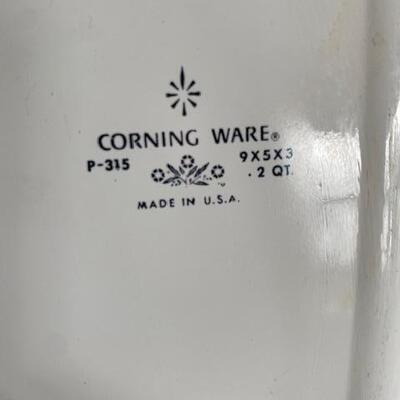 CORNING WARE®
P-315 9X5X3
. 2 QT.
MADE IN U.S.A.